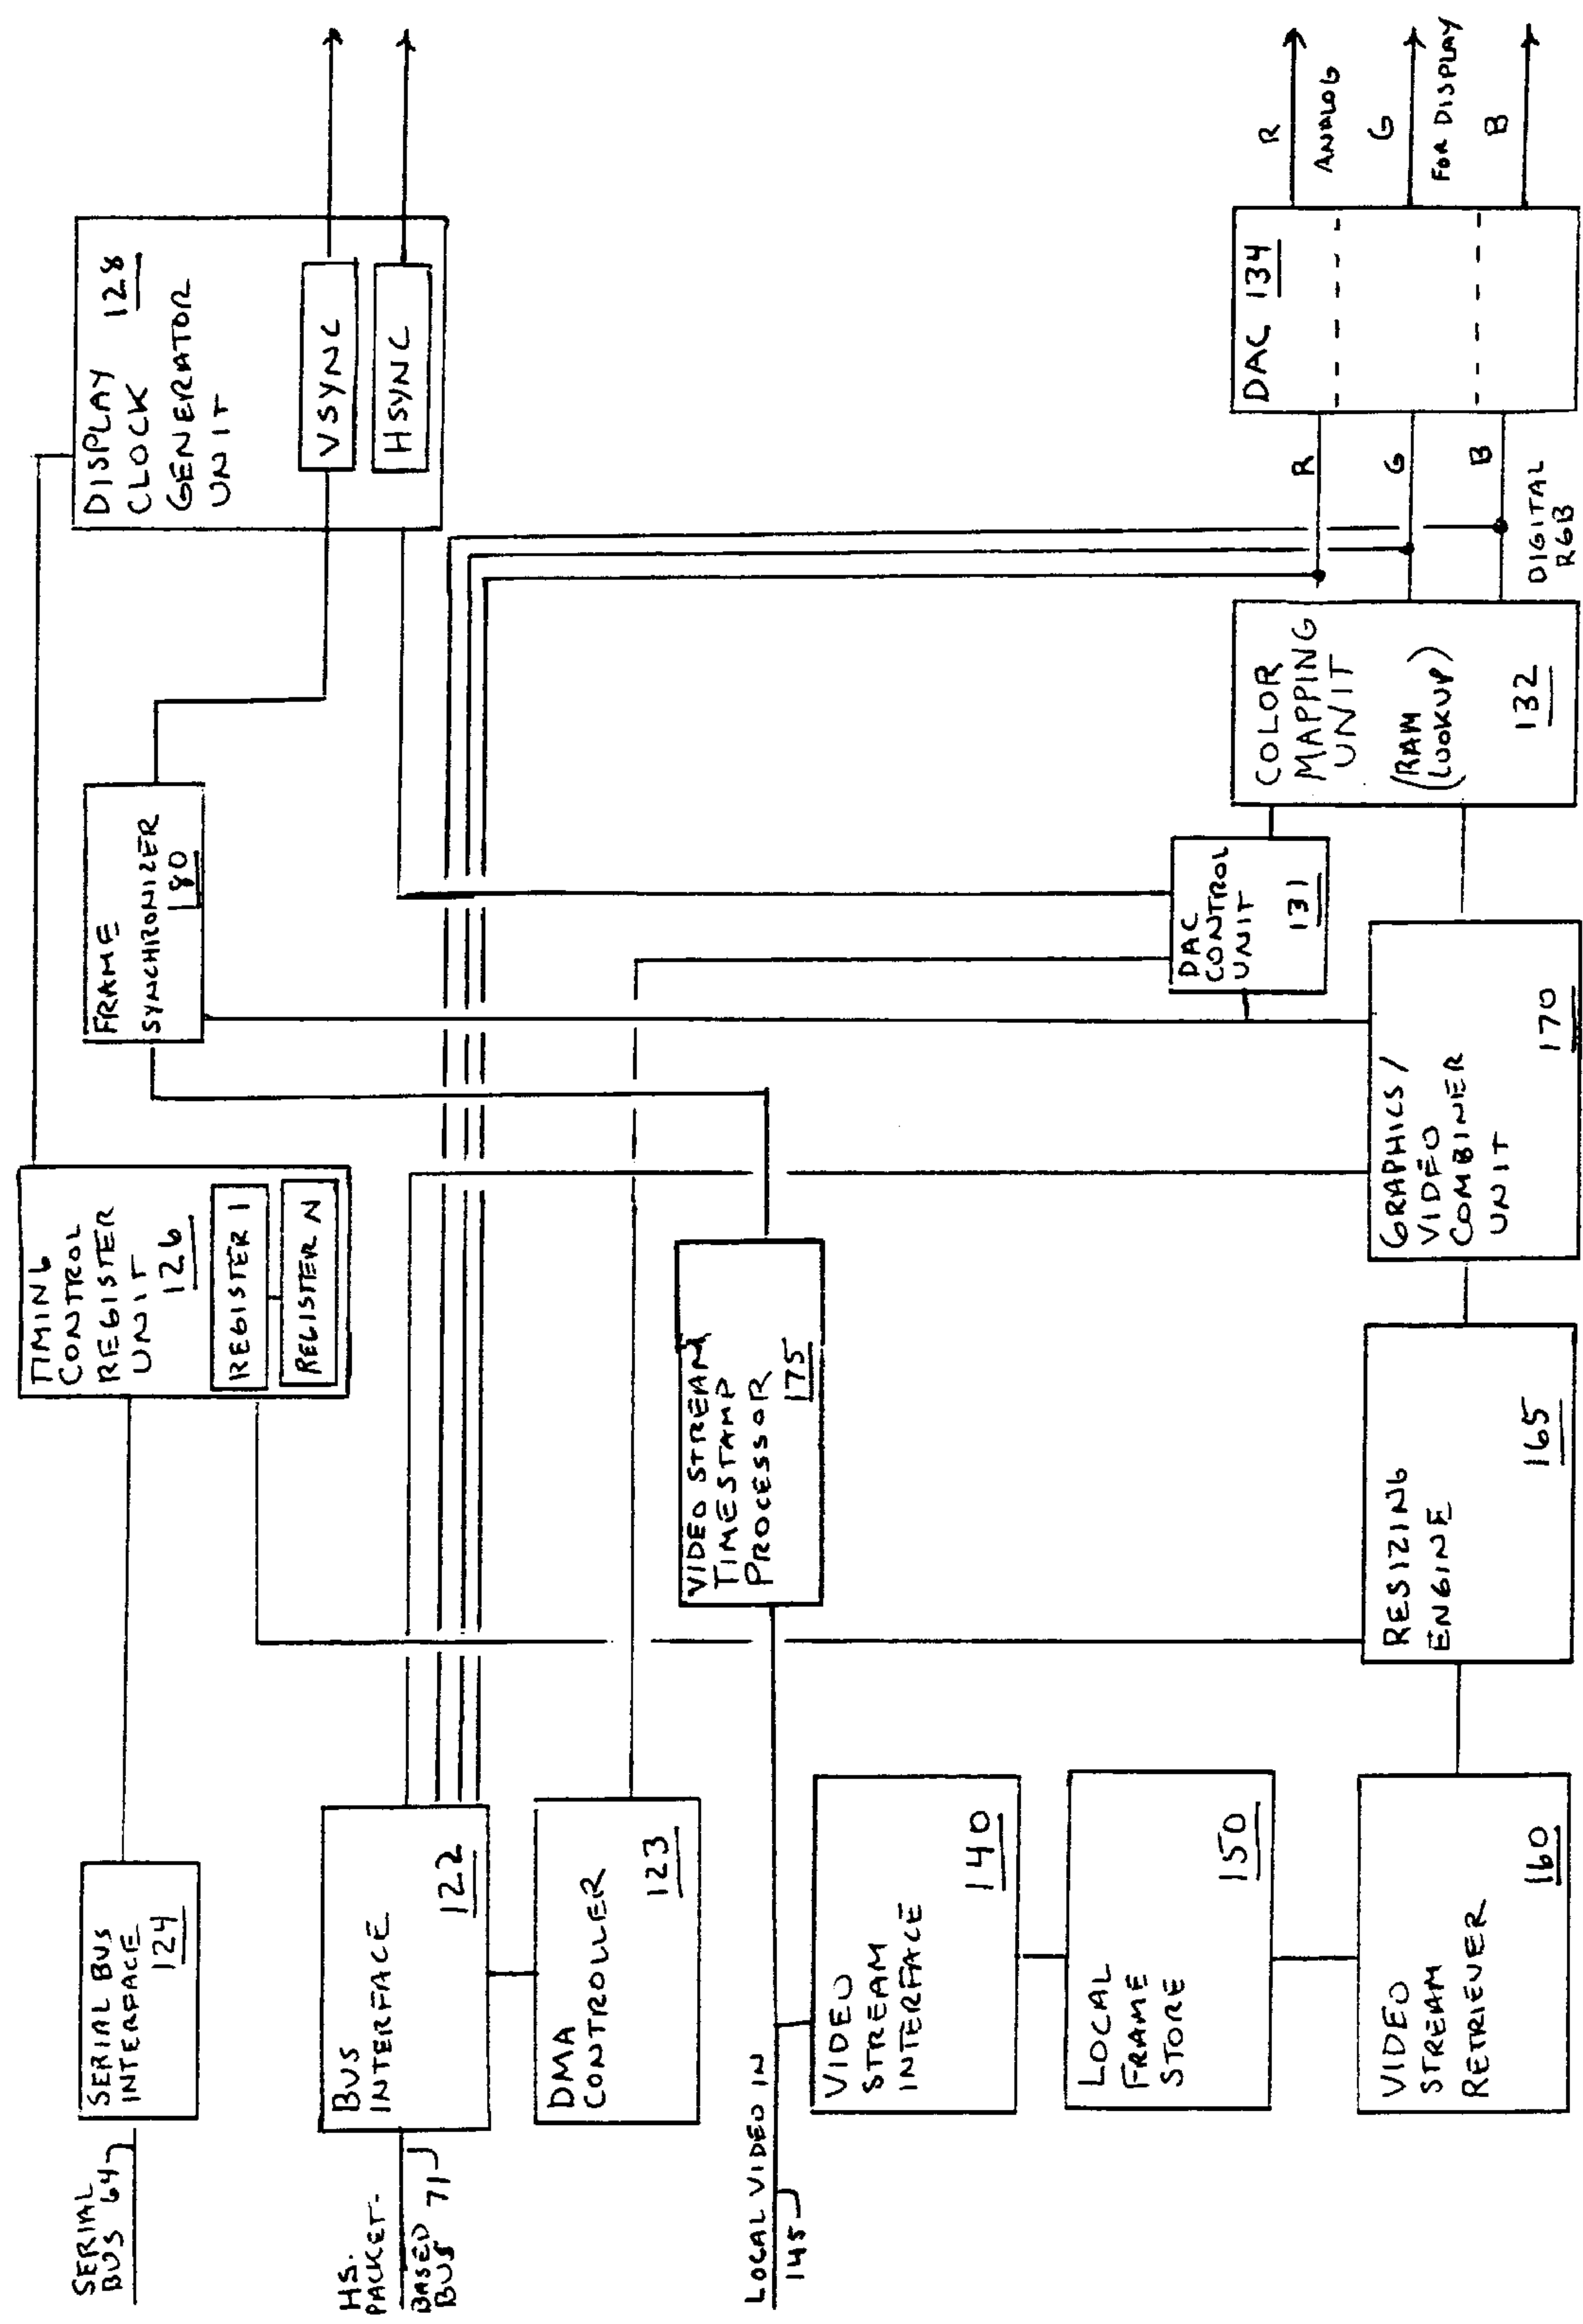 SERIAL
BUS 64
SERIAL BUS
INTERFACE
124
TIMING
CONTROL
REGISTER
UNIT
126
REGISTER 1
REGISTER N
FRAME
SYNCHRONIZER
180
DISPLAY 128
CLOCK
GENERATOR
UNIT
VSYNC
HSYNC
HS.
PACKET-
BASED 71
BUS
BUS
INTERFACE
122
DMA
CONTROLLER
123
VIDEO STREAM
TIMESTAMP
PROCESSOR
175
LOCAL VIDEO IN
145
VIDEO
STREAM
INTERFACE
140
LOCAL
FRAME
STORE
150
VIDEO
STREAM
RETRIEVER
160
RESIZING
ENGINE
165
GRAPHICS/
VIDEO
COMBINER
UNIT
170
DAC
CONTROL
UNIT
131
COLOR
MAPPING
UNIT
(RAM
LOOKUP)
132
R
G
B
DIGITAL
RGB
DAC 134
R
ANALOG
G
FOR DISPLAY
B